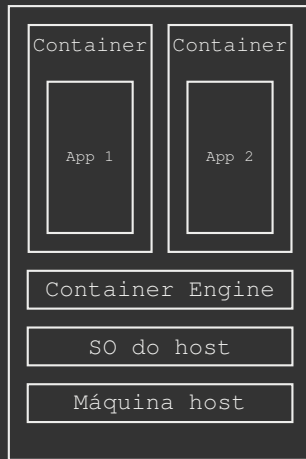 Container Container
App 1 App 2
Container Engine
SO do host
Máquina host